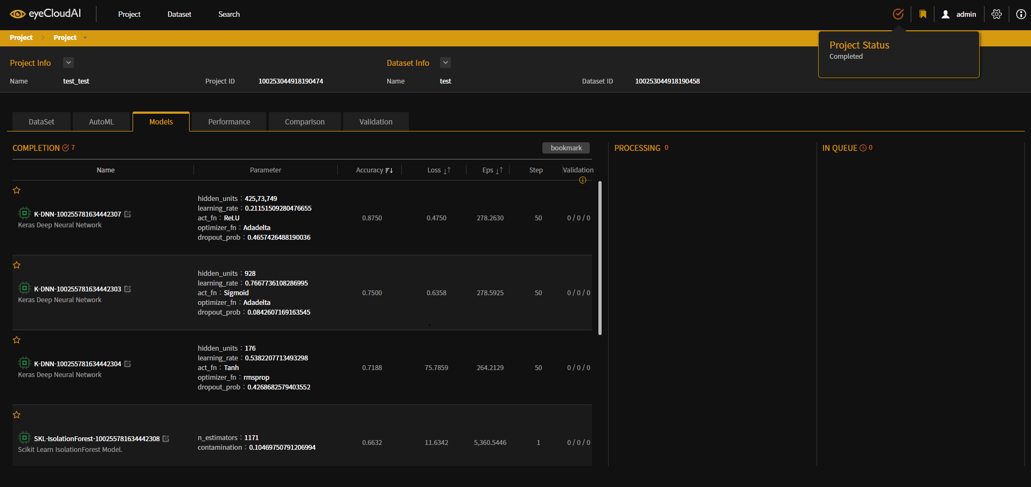 eyeCloudAI
Project Dataset Search
admin
Project Project
Project Status
Completed
Project Info
Dataset Info
Name test_test Project ID 100253044918190474
Name test Dataset ID 100253044918190458
DataSet AutoML Models Performance Comparison Validation
COMPLETION 7
bookmark
PROCESSING 0
IN QUEUE 0
Name Parameter Accuracy Loss Eps Step Validation
K-DNN-100255781634442307
Keras Deep Neural Network
hidden_units : 425,73,749
learning_rate : 0.21151509280476655
act_fn : ReLU
optimizer_fn : Adadelta
dropout_prob : 0.4657426488190036
0.8750 0.4750 278.2630 50 0 / 0 / 0
K-DNN-100255781634442303
Keras Deep Neural Network
hidden_units : 928
learning_rate : 0.7667736108286995
act_fn : Sigmoid
optimizer_fn : Adadelta
dropout_prob : 0.0842607169163545
0.7500 0.6358 278.5925 50 0 / 0 / 0
K-DNN-100255781634442304
Keras Deep Neural Network
hidden_units : 176
learning_rate : 0.5382207713493298
act_fn : Tanh
optimizer_fn : rmsprop
dropout_prob : 0.4268682579403552
0.7188 75.7859 264.2129 50 0 / 0 / 0
SKL-IsolationForest-100255781634442308
Scikit Learn IsolationForest Model.
n_estimators : 1171
contamination : 0.10469750791206994
0.6632 11.6342 5,360.5446 1 0 / 0 / 0